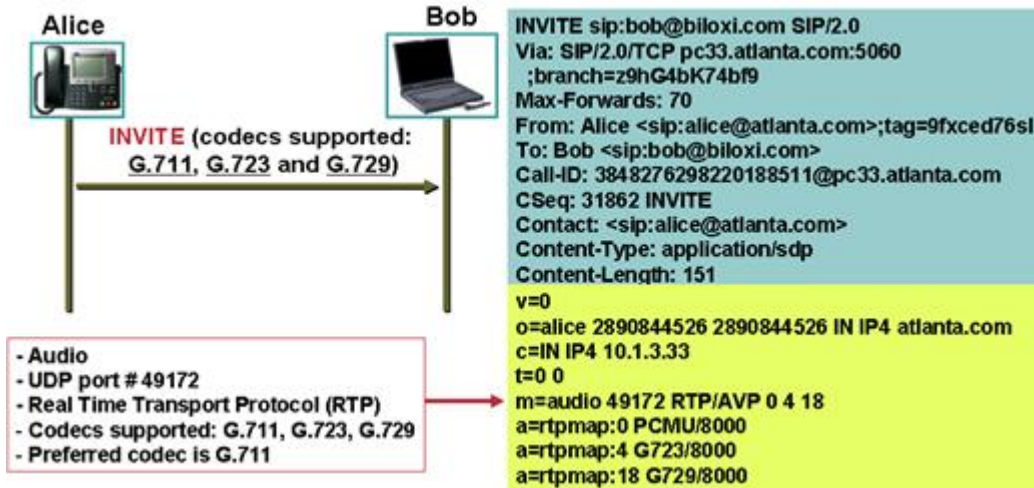 Alice
Bob
INVITE (codecs supported:
G.711, G.723 and G.729)
INVITE sip:bob@biloxi.com SIP/2.0
Via: SIP/2.0/TCP pc33.atlanta.com:5060
;branch=z9hG4bK74bf9
Max-Forwards: 70
From: Alice <sip:alice@atlanta.com>;tag=9fxced76sl
To: Bob <sip:bob@biloxi.com>
Call-ID: 3848276298220188511@pc33.atlanta.com
CSeq: 31862 INVITE
Contact: <sip:alice@atlanta.com>
Content-Type: application/sdp
Content-Length: 151
v=0
o=alice 2890844526 2890844526 IN IP4 atlanta.com
c=IN IP4 10.1.3.33
t=0 0
m=audio 49172 RTP/AVP 0 4 18
a=rtpmap:0 PCMU/8000
a=rtpmap:4 G723/8000
a=rtpmap:18 G729/8000
- Audio
- UDP port # 49172
- Real Time Transport Protocol (RTP)
- Codecs supported: G.711, G.723, G.729
- Preferred codec is G.711